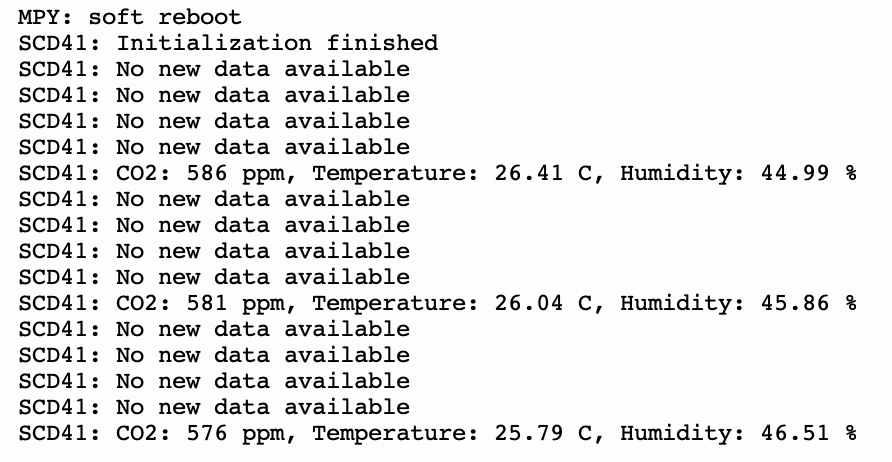 MPY: soft reboot
SCD41: Initialization finished
SCD41: No new data available
SCD41: No new data available
SCD41: No new data available
SCD41: No new data available
SCD41: CO2: 586 ppm, Temperature: 26.41 C, Humidity: 44.99 %
SCD41: No new data available
SCD41: No new data available
SCD41: No new data available
SCD41: No new data available
SCD41: CO2: 581 ppm, Temperature: 26.04 C, Humidity: 45.86 %
SCD41: No new data available
SCD41: No new data available
SCD41: No new data available
SCD41: No new data available
SCD41: CO2: 576 ppm, Temperature: 25.79 C, Humidity: 46.51 %